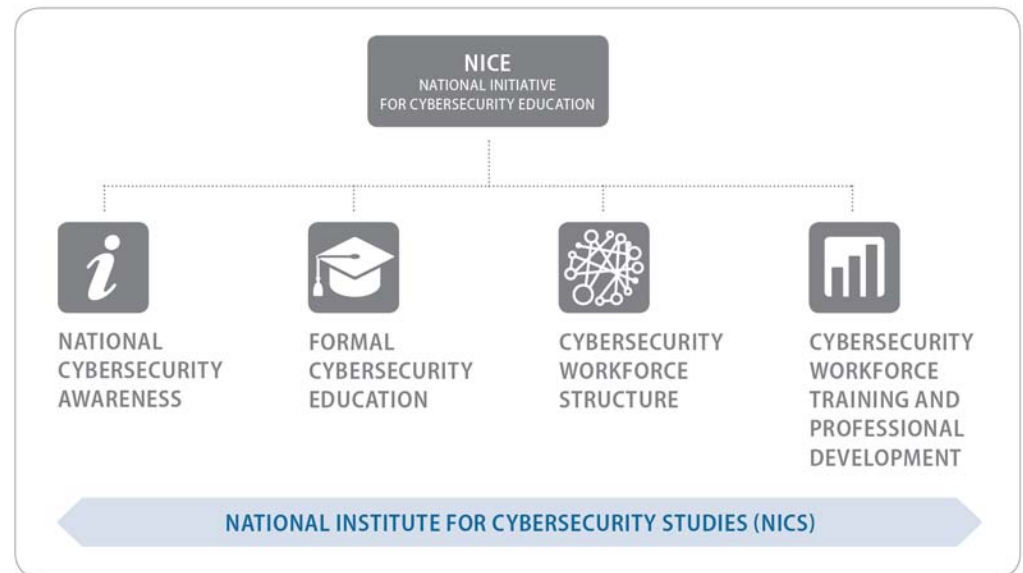 NICE
NATIONAL INITIATIVE
FOR CYBERSECURITY EDUCATION
NATIONAL
CYBERSECURITY
AWARENESS
FORMAL
CYBERSECURITY
EDUCATION
CYBERSECURITY
WORKFORCE
STRUCTURE
CYBERSECURITY
WORKFORCE
TRAINING AND
PROFESSIONAL
DEVELOPMENT
NATIONAL INSTITUTE FOR CYBERSECURITY STUDIES (NICS)